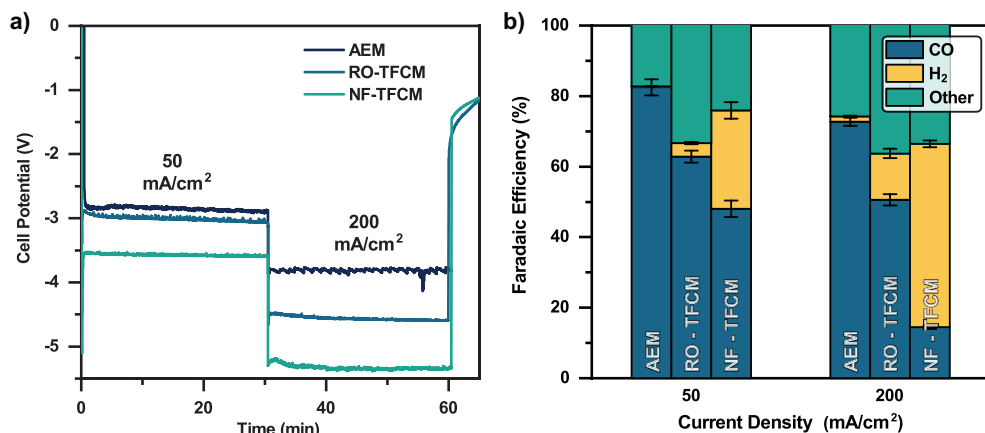 a)
0
-1
-2
-3
-4
-5
Cell Potential (V)
AEM
RO-TFCM
NF-TFCM
50
mA/cm²
200
mA/cm²
0
20
40
60
Time (min)
b)
100
80
60
40
20
0
Faradaic Efficiency (%)
CO
H₂
Other
AEM
RO - TFCM
NF - TFCM
AEM
RO - TFCM
NF - TFCM
50
200
Current Density (mA/cm²)